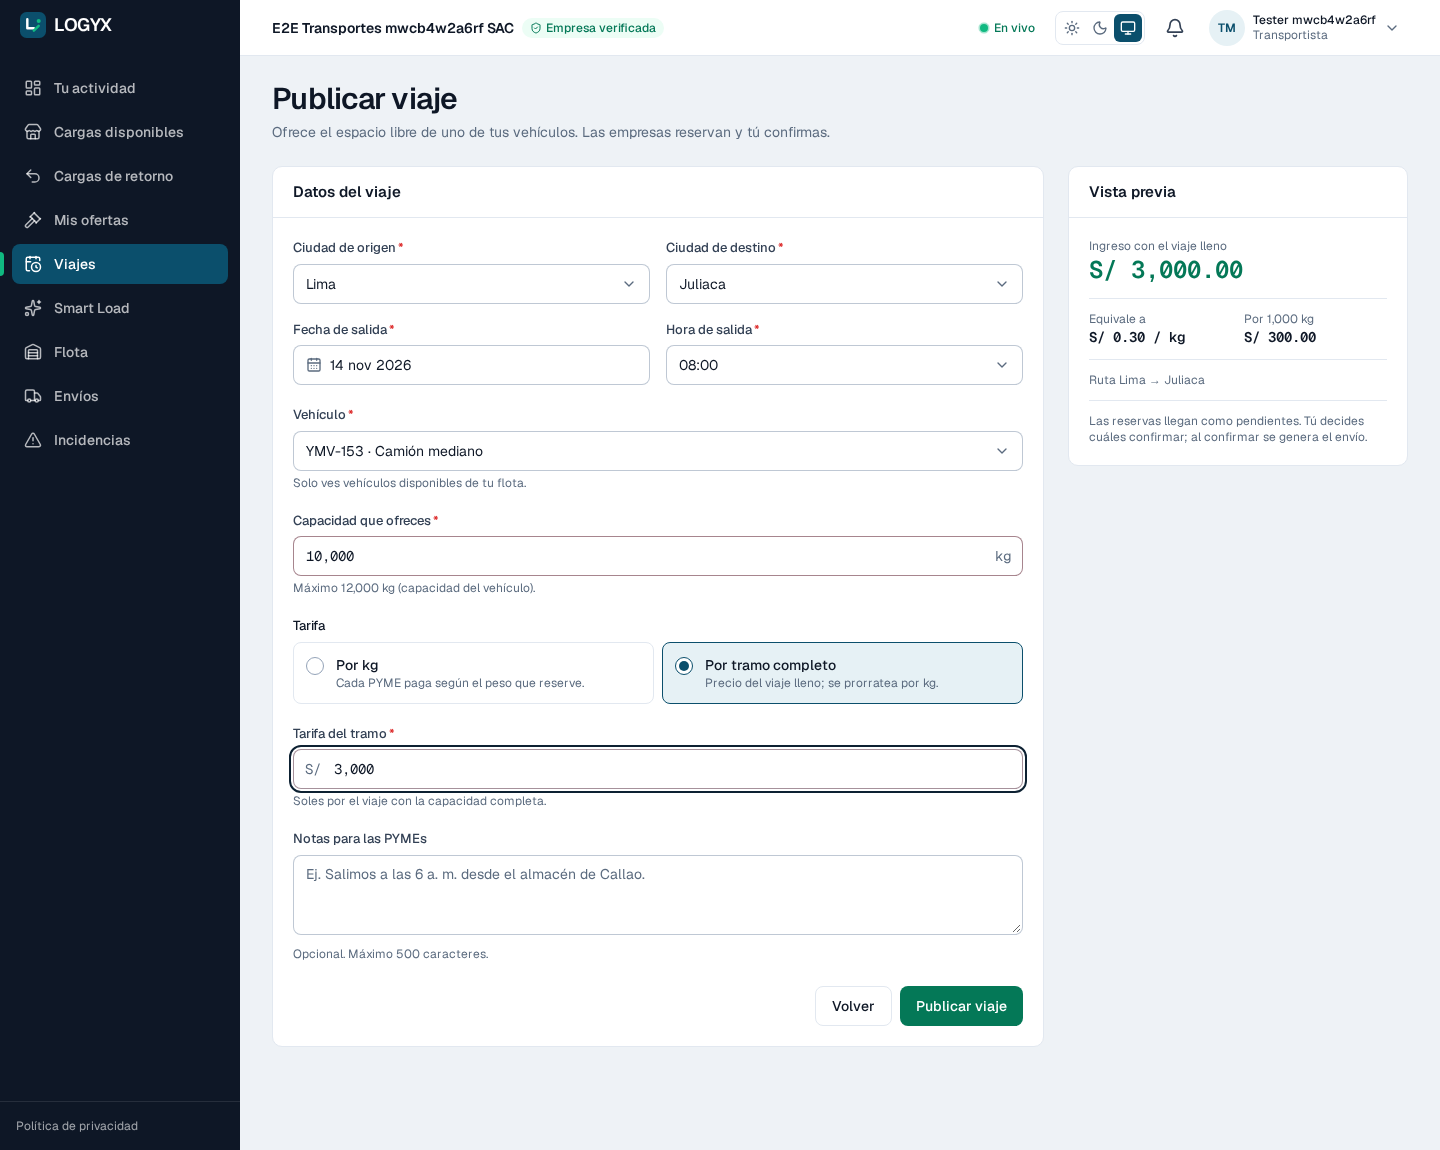 LOGYX
Tu actividad
Cargas disponibles
Cargas de retorno
Mis ofertas
Viajes
Smart Load
Flota
Envíos
Incidencias
Política de privacidad
E2E Transportes mwcb4w2a6rf SAC
Empresa verificada
En vivo
TM
Tester mwcb4w2a6rf
Transportista
Publicar viaje
Ofrece el espacio libre de uno de tus vehículos. Las empresas reservan y tú confirmas.
Datos del viaje
Ciudad de origen *
Lima
Ciudad de destino *
Juliaca
Fecha de salida *
14 nov 2026
Hora de salida *
08:00
Vehículo *
YMV-153 · Camión mediano
Solo ves vehículos disponibles de tu flota.
Capacidad que ofreces *
10,000 kg
Máximo 12,000 kg (capacidad del vehículo).
Tarifa
Por kg
Cada PYME paga según el peso que reserve.
Por tramo completo
Precio del viaje lleno; se prorratea por kg.
Tarifa del tramo *
S/ 3,000
Soles por el viaje con la capacidad completa.
Notas para las PYMEs
Ej. Salimos a las 6 a. m. desde el almacén de Callao.
Opcional. Máximo 500 caracteres.
Volver
Publicar viaje
Vista previa
Ingreso con el viaje lleno
S/ 3,000.00
Equivale a
S/ 0.30 / kg
Por 1,000 kg
S/ 300.00
Ruta Lima → Juliaca
Las reservas llegan como pendientes. Tú decides
cuáles confirmar; al confirmar se genera el envío.